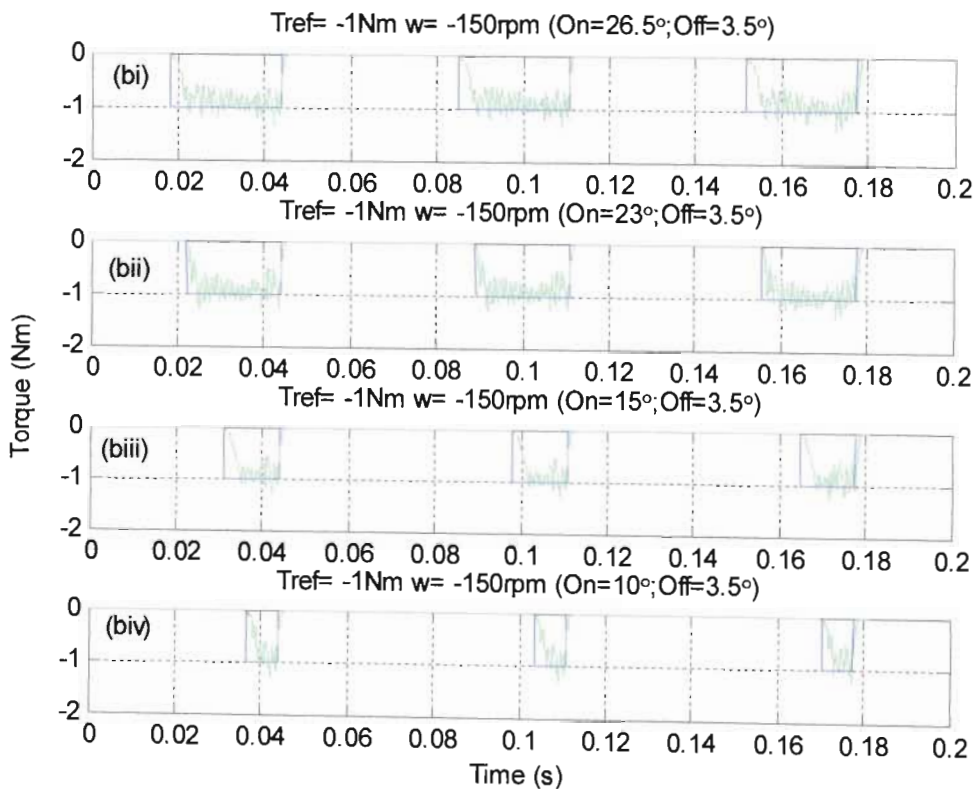 Tref= -1Nm w= -150rpm (On=26.5°;Off=3.5°)
0
(bi)
-1
-2
0 0.02 0.04 0.06 0.08 0.1 0.12 0.14 0.16 0.18 0.2
Tref= -1Nm w= -150rpm (On=23°;Off=3.5°)
0
(bii)
-1
-2
0 0.02 0.04 0.06 0.08 0.1 0.12 0.14 0.16 0.18 0.2
Tref= -1Nm w= -150rpm (On=15°;Off=3.5°)
0
(biii)
-1
-2
0 0.02 0.04 0.06 0.08 0.1 0.12 0.14 0.16 0.18 0.2
Tref= -1Nm w= -150rpm (On=10°;Off=3.5°)
0
(biv)
-1
-2
0 0.02 0.04 0.06 0.08 0.1 0.12 0.14 0.16 0.18 0.2
Time (s)
Torque (Nm)